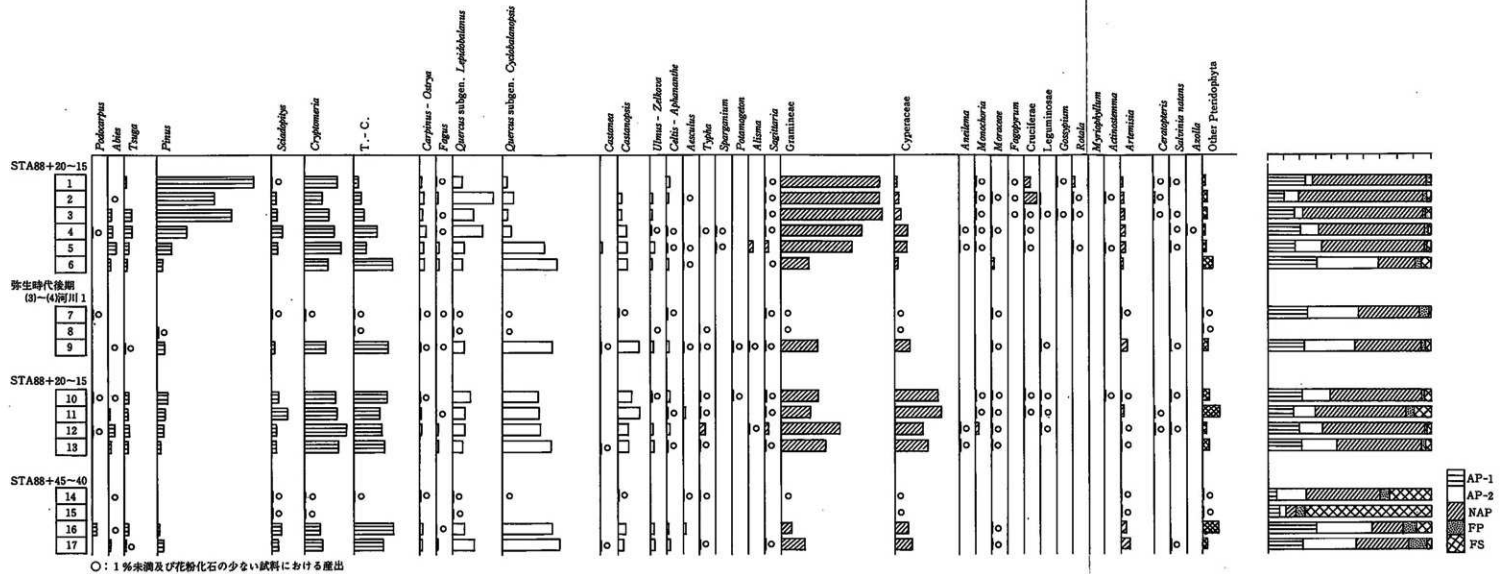 Podocarpus
Abies
Tsuga
Pinus
Sciadopitys
Cryptomeria
T. - C.
Carpinus - Ostrya
Fagus
Quercus subgen. Lepidobalanus
Quercus subgen. Cyclobalanopsis
Castanea
Castanopsis
Ulmus - Zelkova
Celtis - Aphananthe
Aesculus
Typha
Sparganium
Potamogeton
Alisma
Sagittaria
Gramineae
Cyperaceae
Aneilema
Monochoria
Moraceae
Fagopyrum
Cruciferae
Leguminosae
Gossypium
Rotala
Myriophyllum
Actinostemma
Artemisia
Ceratopteris
Salvinia natans
Azolla
Other Pteridophyta
STA88+20~15
1
2
3
4
5
6
弥生時代後期
(3)~(4)河川1
7
8
9
STA88+20~15
10
11
12
13
STA88+45~40
14
15
16
17
○:1%未満及び花粉化石の少ない試料における産出
AP-1
AP-2
NAP
FP
FS